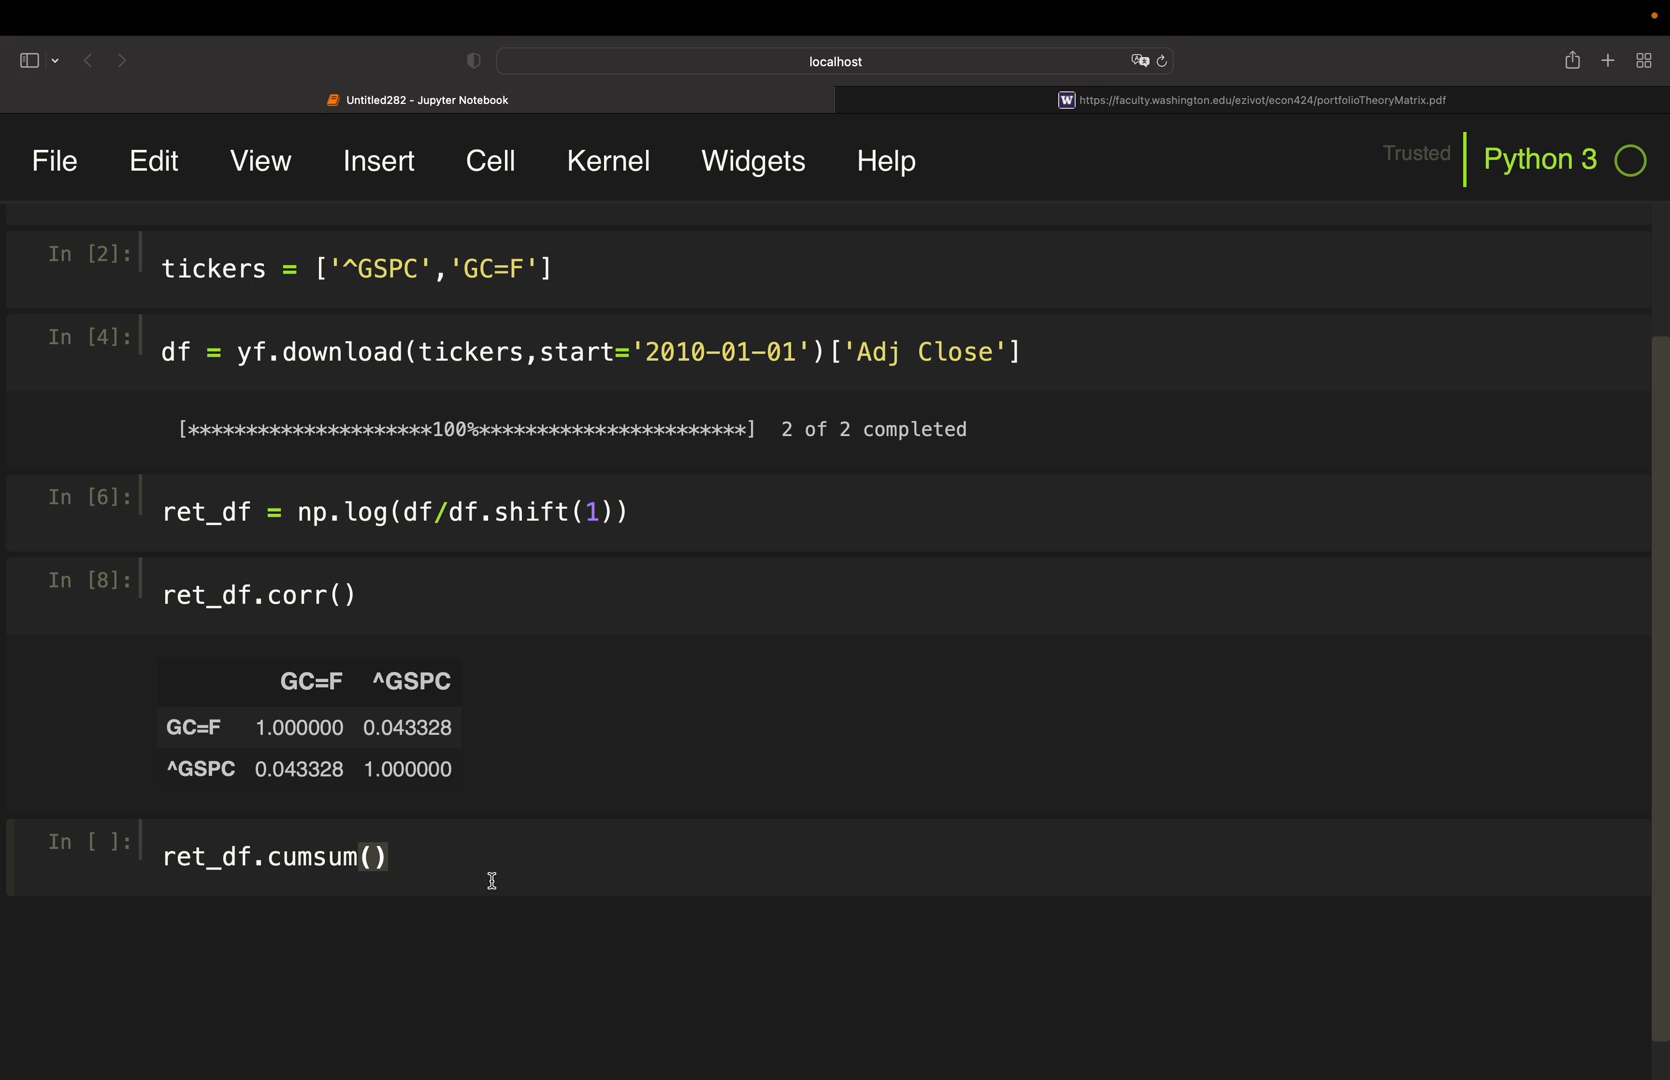 localhost
Untitled282 - Jupyter Notebook
W https://faculty.washington.edu/ezivot/econ424/portfolioTheoryMatrix.pdf
File Edit View Insert Cell Kernel Widgets Help Trusted Python 3
In [2]: tickers = ['^GSPC','GC=F']
In [4]: df = yf.download(tickers,start='2010-01-01')['Adj Close']
[*********************100%***********************] 2 of 2 completed
In [6]: ret_df = np.log(df/df.shift(1))
In [8]: ret_df.corr()
GC=F ^GSPC
GC=F 1.000000 0.043328
^GSPC 0.043328 1.000000
In [ ]: ret_df.cumsum()